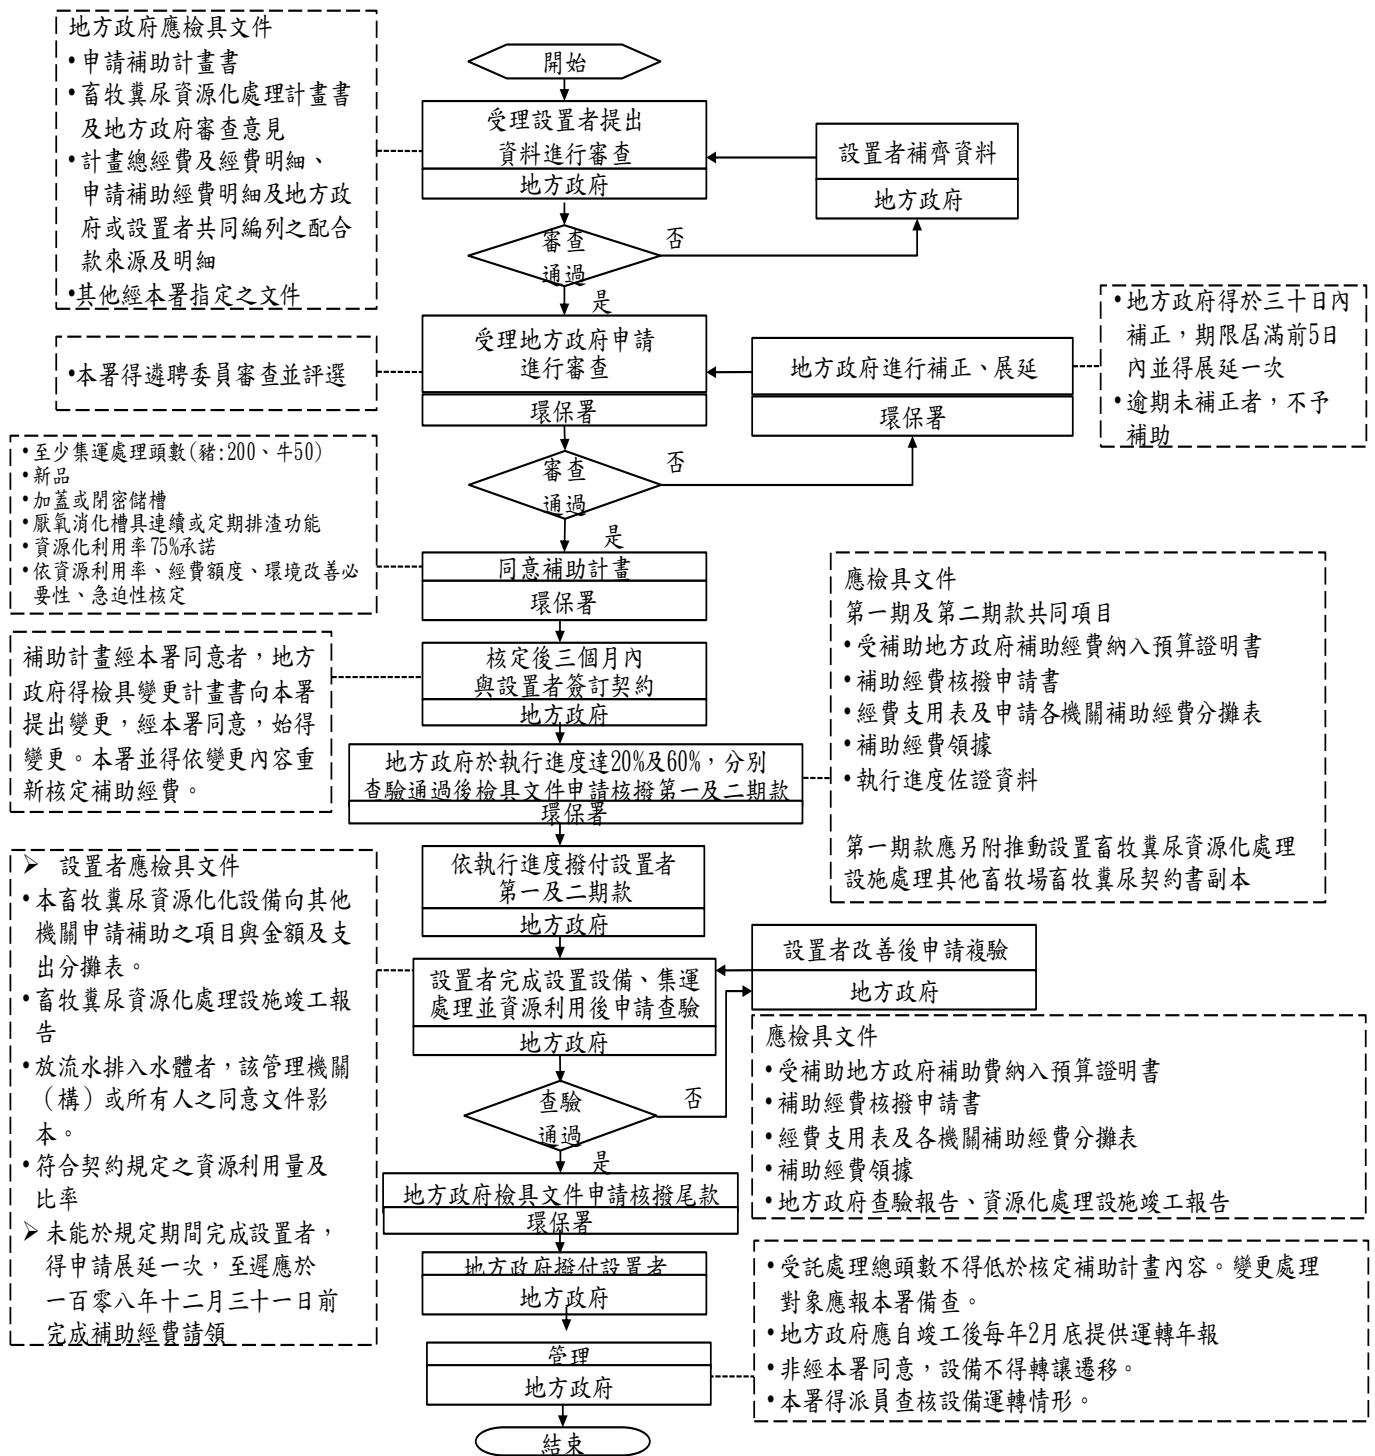 地方政府應檢具文件
•申請補助計畫書
•畜牧糞尿資源化處理計畫書
及地方政府審查意見
•計畫總經費及經費明細、
申請補助經費明細及地方政
府或設置者共同編列之配合
款來源及明細
•其他經本署指定之文件
開始
受理設置者提出
資料進行審查
地方政府
設置者補齊資料
地方政府
審查
通過
否
是
•本署得遴聘委員審查並評選
受理地方政府申請
進行審查
環保署
地方政府進行補正、展延
環保署
•地方政府得於三十日內
補正，期限屆滿前5日
內並得展延一次
•逾期未補正者，不予
補助
•至少集運處理頭數(豬:200、牛50)
•新品
•加蓋或閉密儲槽
•厭氧消化槽具連續或定期排渣功能
•資源化利用率75%承諾
•依資源利用率、經費額度、環境改善必
要性、急迫性核定
審查
通過
否
是
同意補助計畫
環保署
補助計畫經本署同意者，地方
政府得檢具變更計畫書向本署
提出變更，經本署同意，始得
變更。本署並得依變更內容重
新核定補助經費。
核定後三個月內
與設置者簽訂契約
地方政府
地方政府於執行進度達20%及60%，分別
查驗通過後檢具文件申請核撥第一及二期款
環保署
應檢具文件
第一期及第二期款共同項目
•受補助地方政府補助經費納入預算證明書
•補助經費核撥申請書
•經費支用表及申請各機關補助經費分攤表
•補助經費領據
•執行進度佐證資料
第一期款應另附推動設置畜牧糞尿資源化處理
設施處理其他畜牧場畜牧糞尿契約書副本
➢ 設置者應檢具文件
•本畜牧糞尿資源化化設備向其他
機關申請補助之項目與金額及支
出分攤表。
•畜牧糞尿資源化處理設施竣工報
告
•放流水排入水體者，該管理機關
（構）或所有人之同意文件影
本。
•符合契約規定之資源利用量及
比率
➢未能於規定期間完成設置者，
得申請展延一次，至遲應於
一百零八年十二月三十一日前
完成補助經費請領
依執行進度撥付設置者
第一及二期款
地方政府
設置者完成設置設備、集運
處理並資源利用後申請查驗
地方政府
設置者改善後申請複驗
地方政府
查驗
通過
否
是
應檢具文件
•受補助地方政府補助費納入預算證明書
•補助經費核撥申請書
•經費支用表及各機關補助經費分攤表
•補助經費領據
•地方政府查驗報告、資源化處理設施竣工報告
地方政府檢具文件申請核撥尾款
環保署
地方政府撥付設置者
地方政府
管理
地方政府
•受託處理總頭數不得低於核定補助計畫內容。變更處理
對象應報本署備查。
•地方政府應自竣工後每年2月底提供運轉年報
•非經本署同意，設備不得轉讓遷移。
•本署得派員查核設備運轉情形。
結束